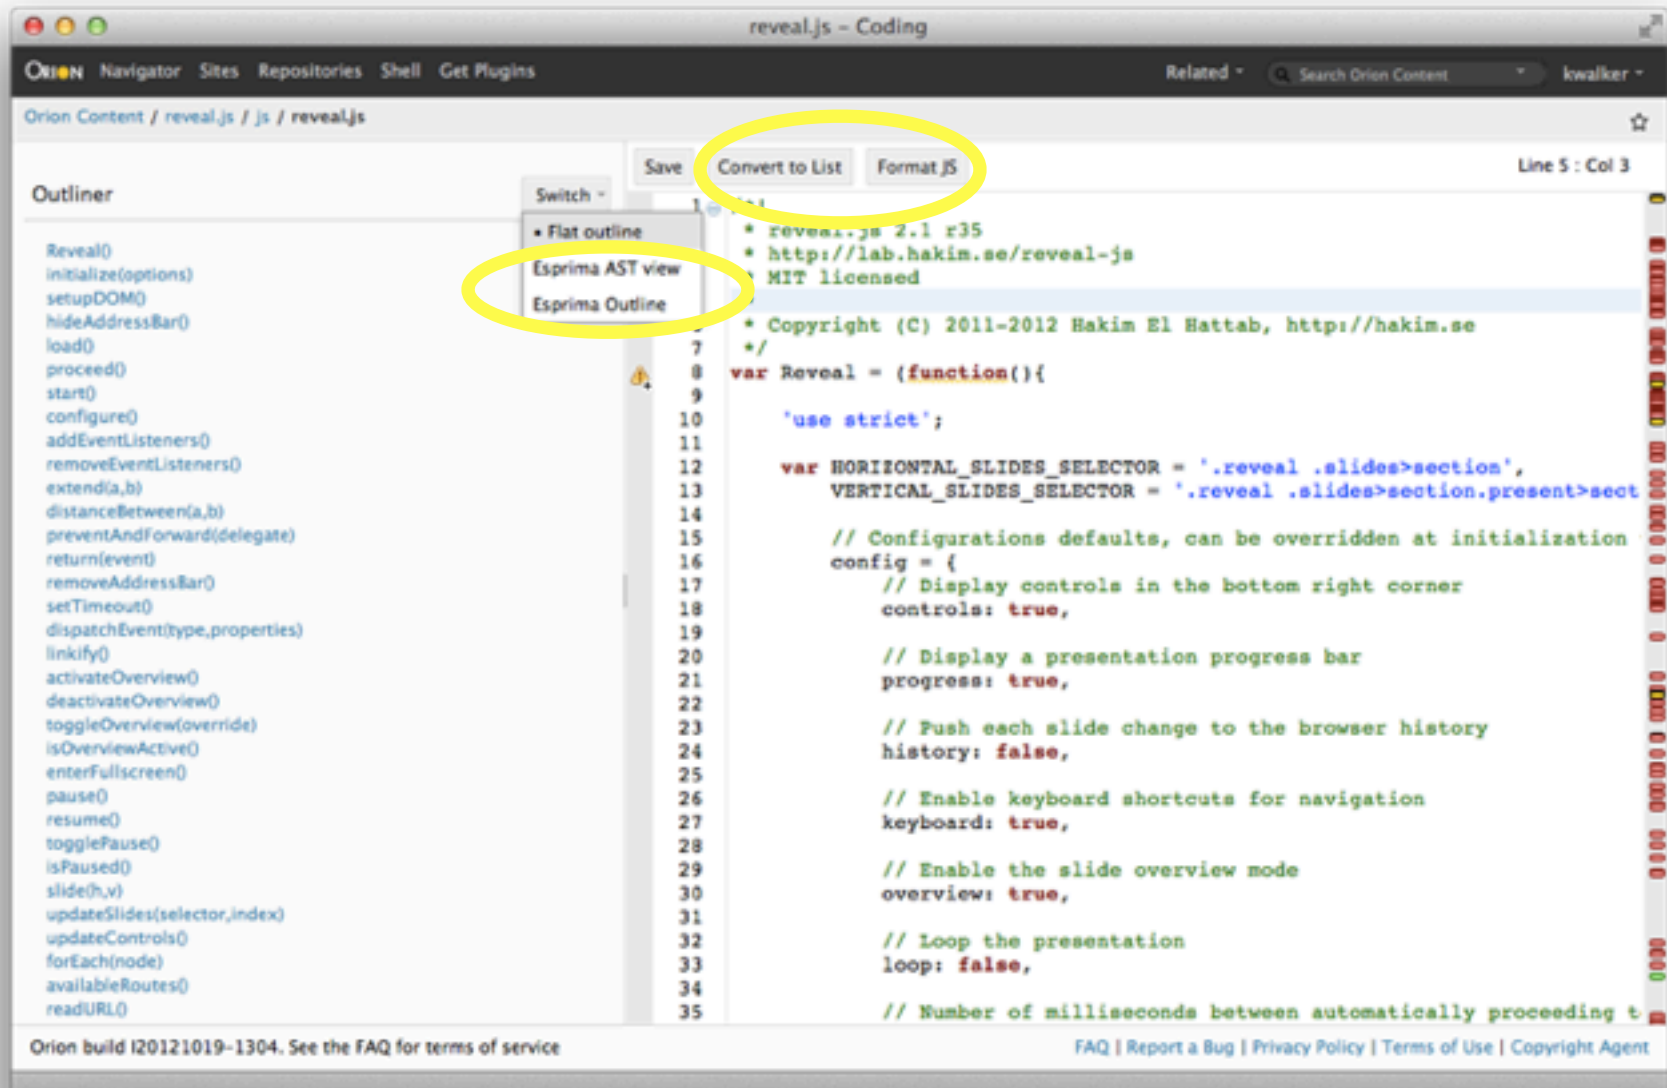 reveal.js – Coding
ORION Navigator Sites Repositories Shell Get Plugins Related Search Orion Content kwalker
Orion Content / reveal.js / js / reveal.js
Save Convert to List Format JS Line 5 : Col 3
Outliner
Switch
• Flat outline
Esprima AST view
Esprima Outline
Reveal()
initialize(options)
setupDOM()
hideAddressBar()
load()
proceed()
start()
configure()
addEventListeners()
removeEventListeners()
extend(a,b)
distanceBetween(a,b)
preventAndForward(delegate)
return(event)
removeAddressBar()
setTimeout()
dispatchEvent(type,properties)
linkify()
activateOverview()
deactivateOverview()
toggleOverview(override)
isOverviewActive()
enterFullscreen()
pause()
resume()
togglePause()
isPaused()
slide(h,v)
updateSlides(selector,index)
updateControls()
forEach(node)
availableRoutes()
readURL()
1
* reveal.js 2.1 r35
* http://lab.hakim.se/reveal-js
MIT licensed
* Copyright (C) 2011-2012 Hakim El Hattab, http://hakim.se
7 */
8 var Reveal = (function(){
9
10 'use strict';
11
12 var HORIZONTAL_SLIDES_SELECTOR = '.reveal .slides>section',
13 VERTICAL_SLIDES_SELECTOR = '.reveal .slides>section.present>sect
14
15 // Configurations defaults, can be overridden at initialization
16 config = {
17 // Display controls in the bottom right corner
18 controls: true,
19
20 // Display a presentation progress bar
21 progress: true,
22
23 // Push each slide change to the browser history
24 history: false,
25
26 // Enable keyboard shortcuts for navigation
27 keyboard: true,
28
29 // Enable the slide overview mode
30 overview: true,
31
32 // Loop the presentation
33 loop: false,
34
35 // Number of milliseconds between automatically proceeding t
Orion build I20121019-1304. See the FAQ for terms of service
FAQ | Report a Bug | Privacy Policy | Terms of Use | Copyright Agent